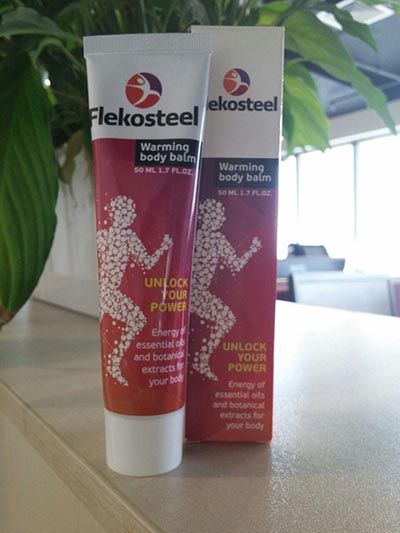 Flekosteel
Warming
body balm
50 ML 1.7 FL.OZ.
UNLOCK
YOUR
POWER
Energy of
essential oils
and botanical
extracts for
your body
lekosteel
Warming
body balm
50 ML 1.7 FL.OZ.
UNLOCK
YOUR
POWER
Energy of
essential oils
and botanical
extracts for
your body